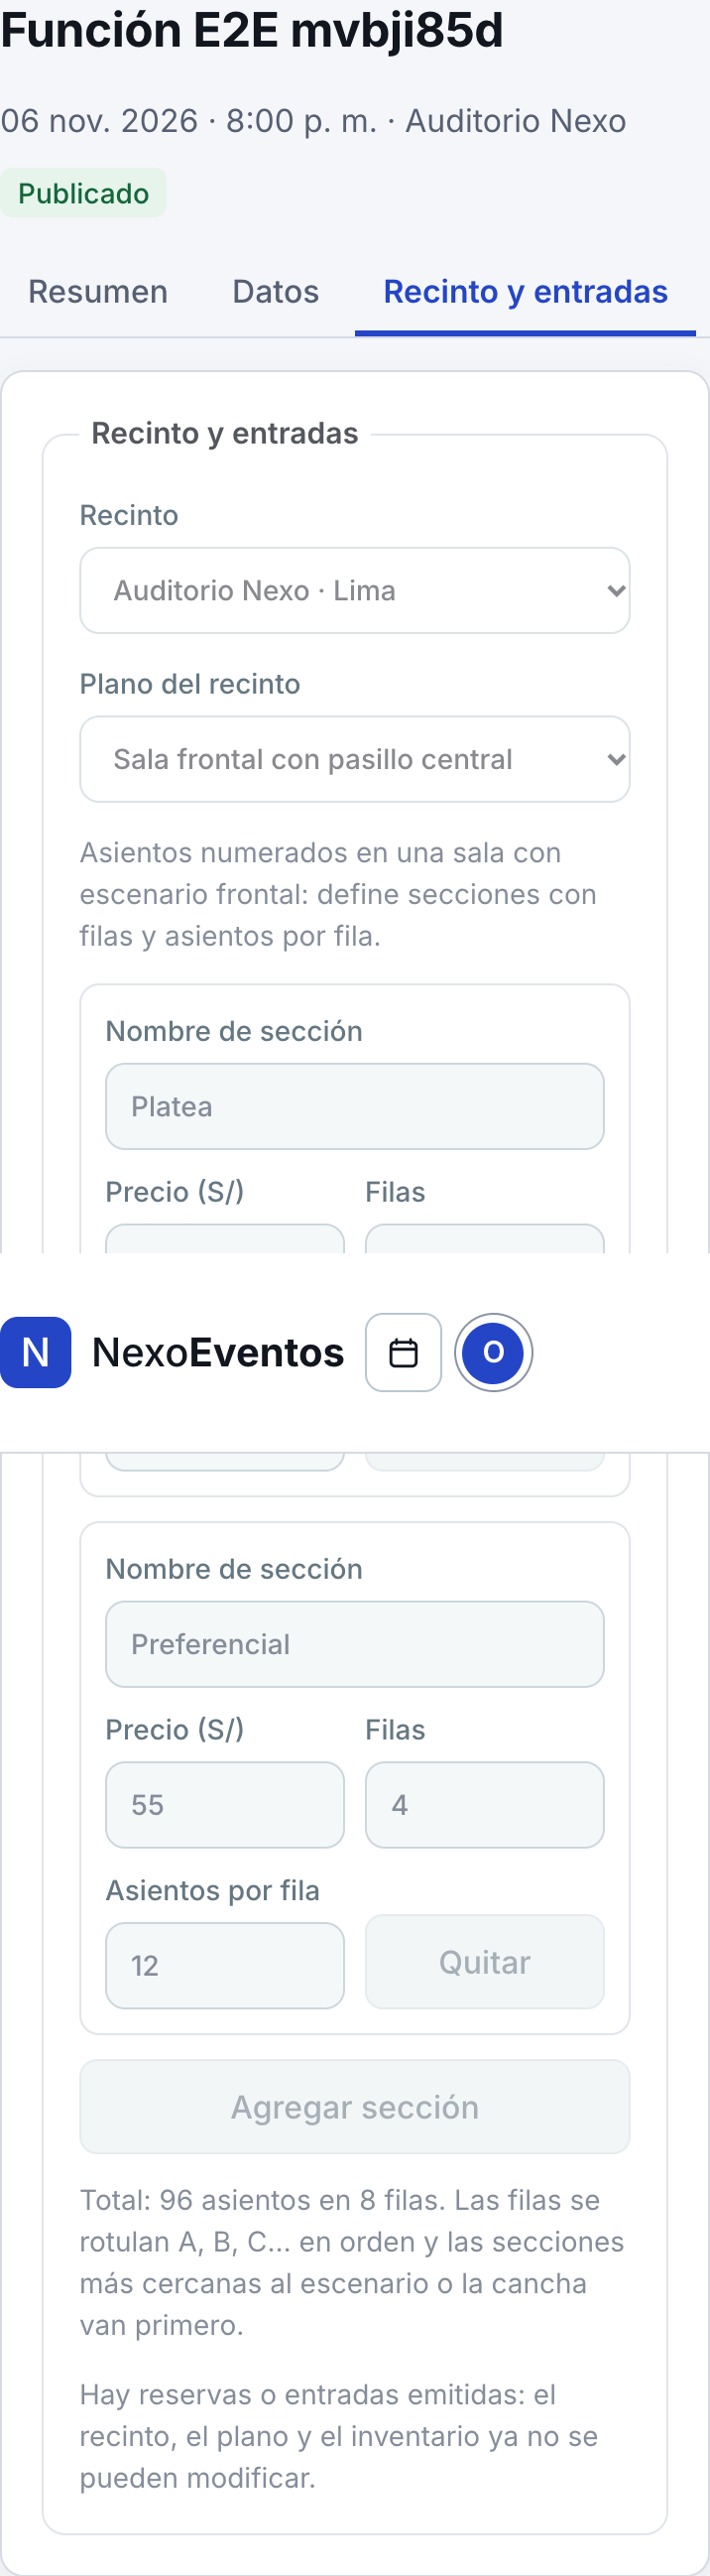 Función E2E mvbji85d
06 nov. 2026 · 8:00 p. m. · Auditorio Nexo
Publicado
Resumen Datos Recinto y entradas
Recinto y entradas
Recinto
Auditorio Nexo · Lima
Plano del recinto
Sala frontal con pasillo central
Asientos numerados en una sala con
escenario frontal: define secciones con
filas y asientos por fila.
Nombre de sección
Platea
Precio (S/) Filas
N NexoEventos O
Nombre de sección
Preferencial
Precio (S/) Filas
55 4
Asientos por fila
12 Quitar
Agregar sección
Total: 96 asientos en 8 filas. Las filas se
rotulan A, B, C... en orden y las secciones
más cercanas al escenario o la cancha
van primero.
Hay reservas o entradas emitidas: el
recinto, el plano y el inventario ya no se
pueden modificar.